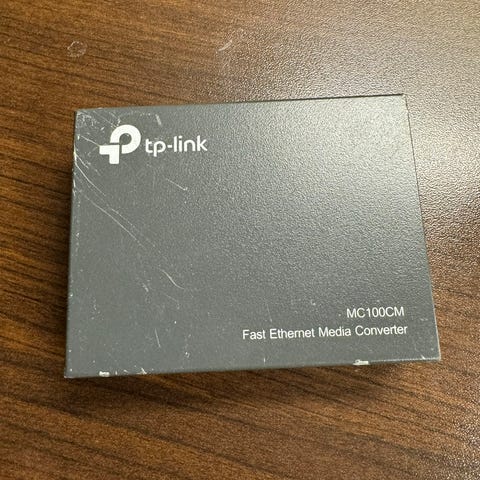 tp-link
MC100CM
Fast Ethernet Media Converter